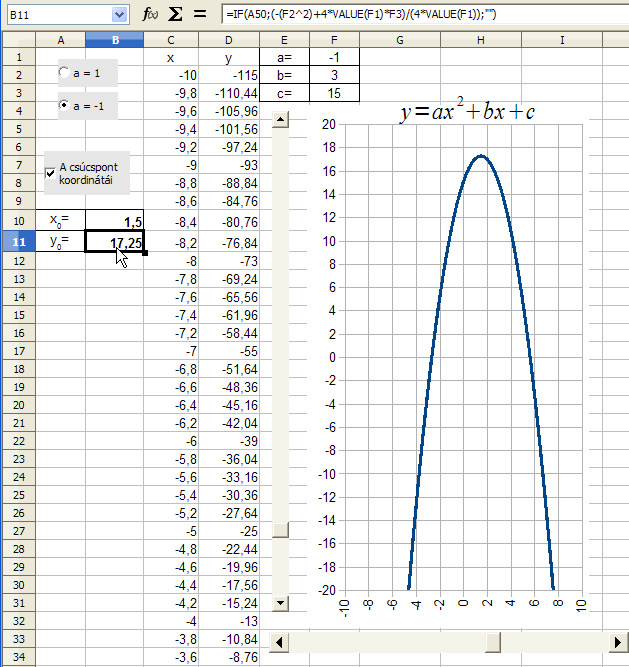 B11 f(x) Σ = =IF(A50;(-(F2^2)+4*VALUE(F1)*F3)/(4*VALUE(F1));"")
A B C D E F G H I
1 x y a= -1
2 a = 1 -10 -115 b= 3
3 -9,8 -110,44 c= 15
4 a = -1 -9,6 -105,96
y=ax²+bx+c
5 -9,4 -101,56
6 -9,2 -97,24
7 A csúcspont -9 -93
koordinátái
8 -8,8 -88,84
9 -8,6 -84,76
10 x₀= 1,5 -8,4 -80,76
11 y₀= 17,25 -8,2 -76,84
12 -8 -73
13 -7,8 -69,24
14 -7,6 -65,56
15 -7,4 -61,96
16 -7,2 -58,44
17 -7 -55
18 -6,8 -51,64
19 -6,6 -48,36
20 -6,4 -45,16
21 -6,2 -42,04
22 -6 -39
23 -5,8 -36,04
24 -5,6 -33,16
25 -5,4 -30,36
26 -5,2 -27,64
27 -5 -25
28 -4,8 -22,44
29 -4,6 -19,96
30 -4,4 -17,56
31 -4,2 -15,24
32 -4 -13
33 -3,8 -10,84
34 -3,6 -8,76
20
18
16
14
12
10
8
6
4
2
0
-2
-4
-6
-8
-10
-12
-14
-16
-18
-20
-10 -8 -6 -4 -2 0 2 4 6 8 10